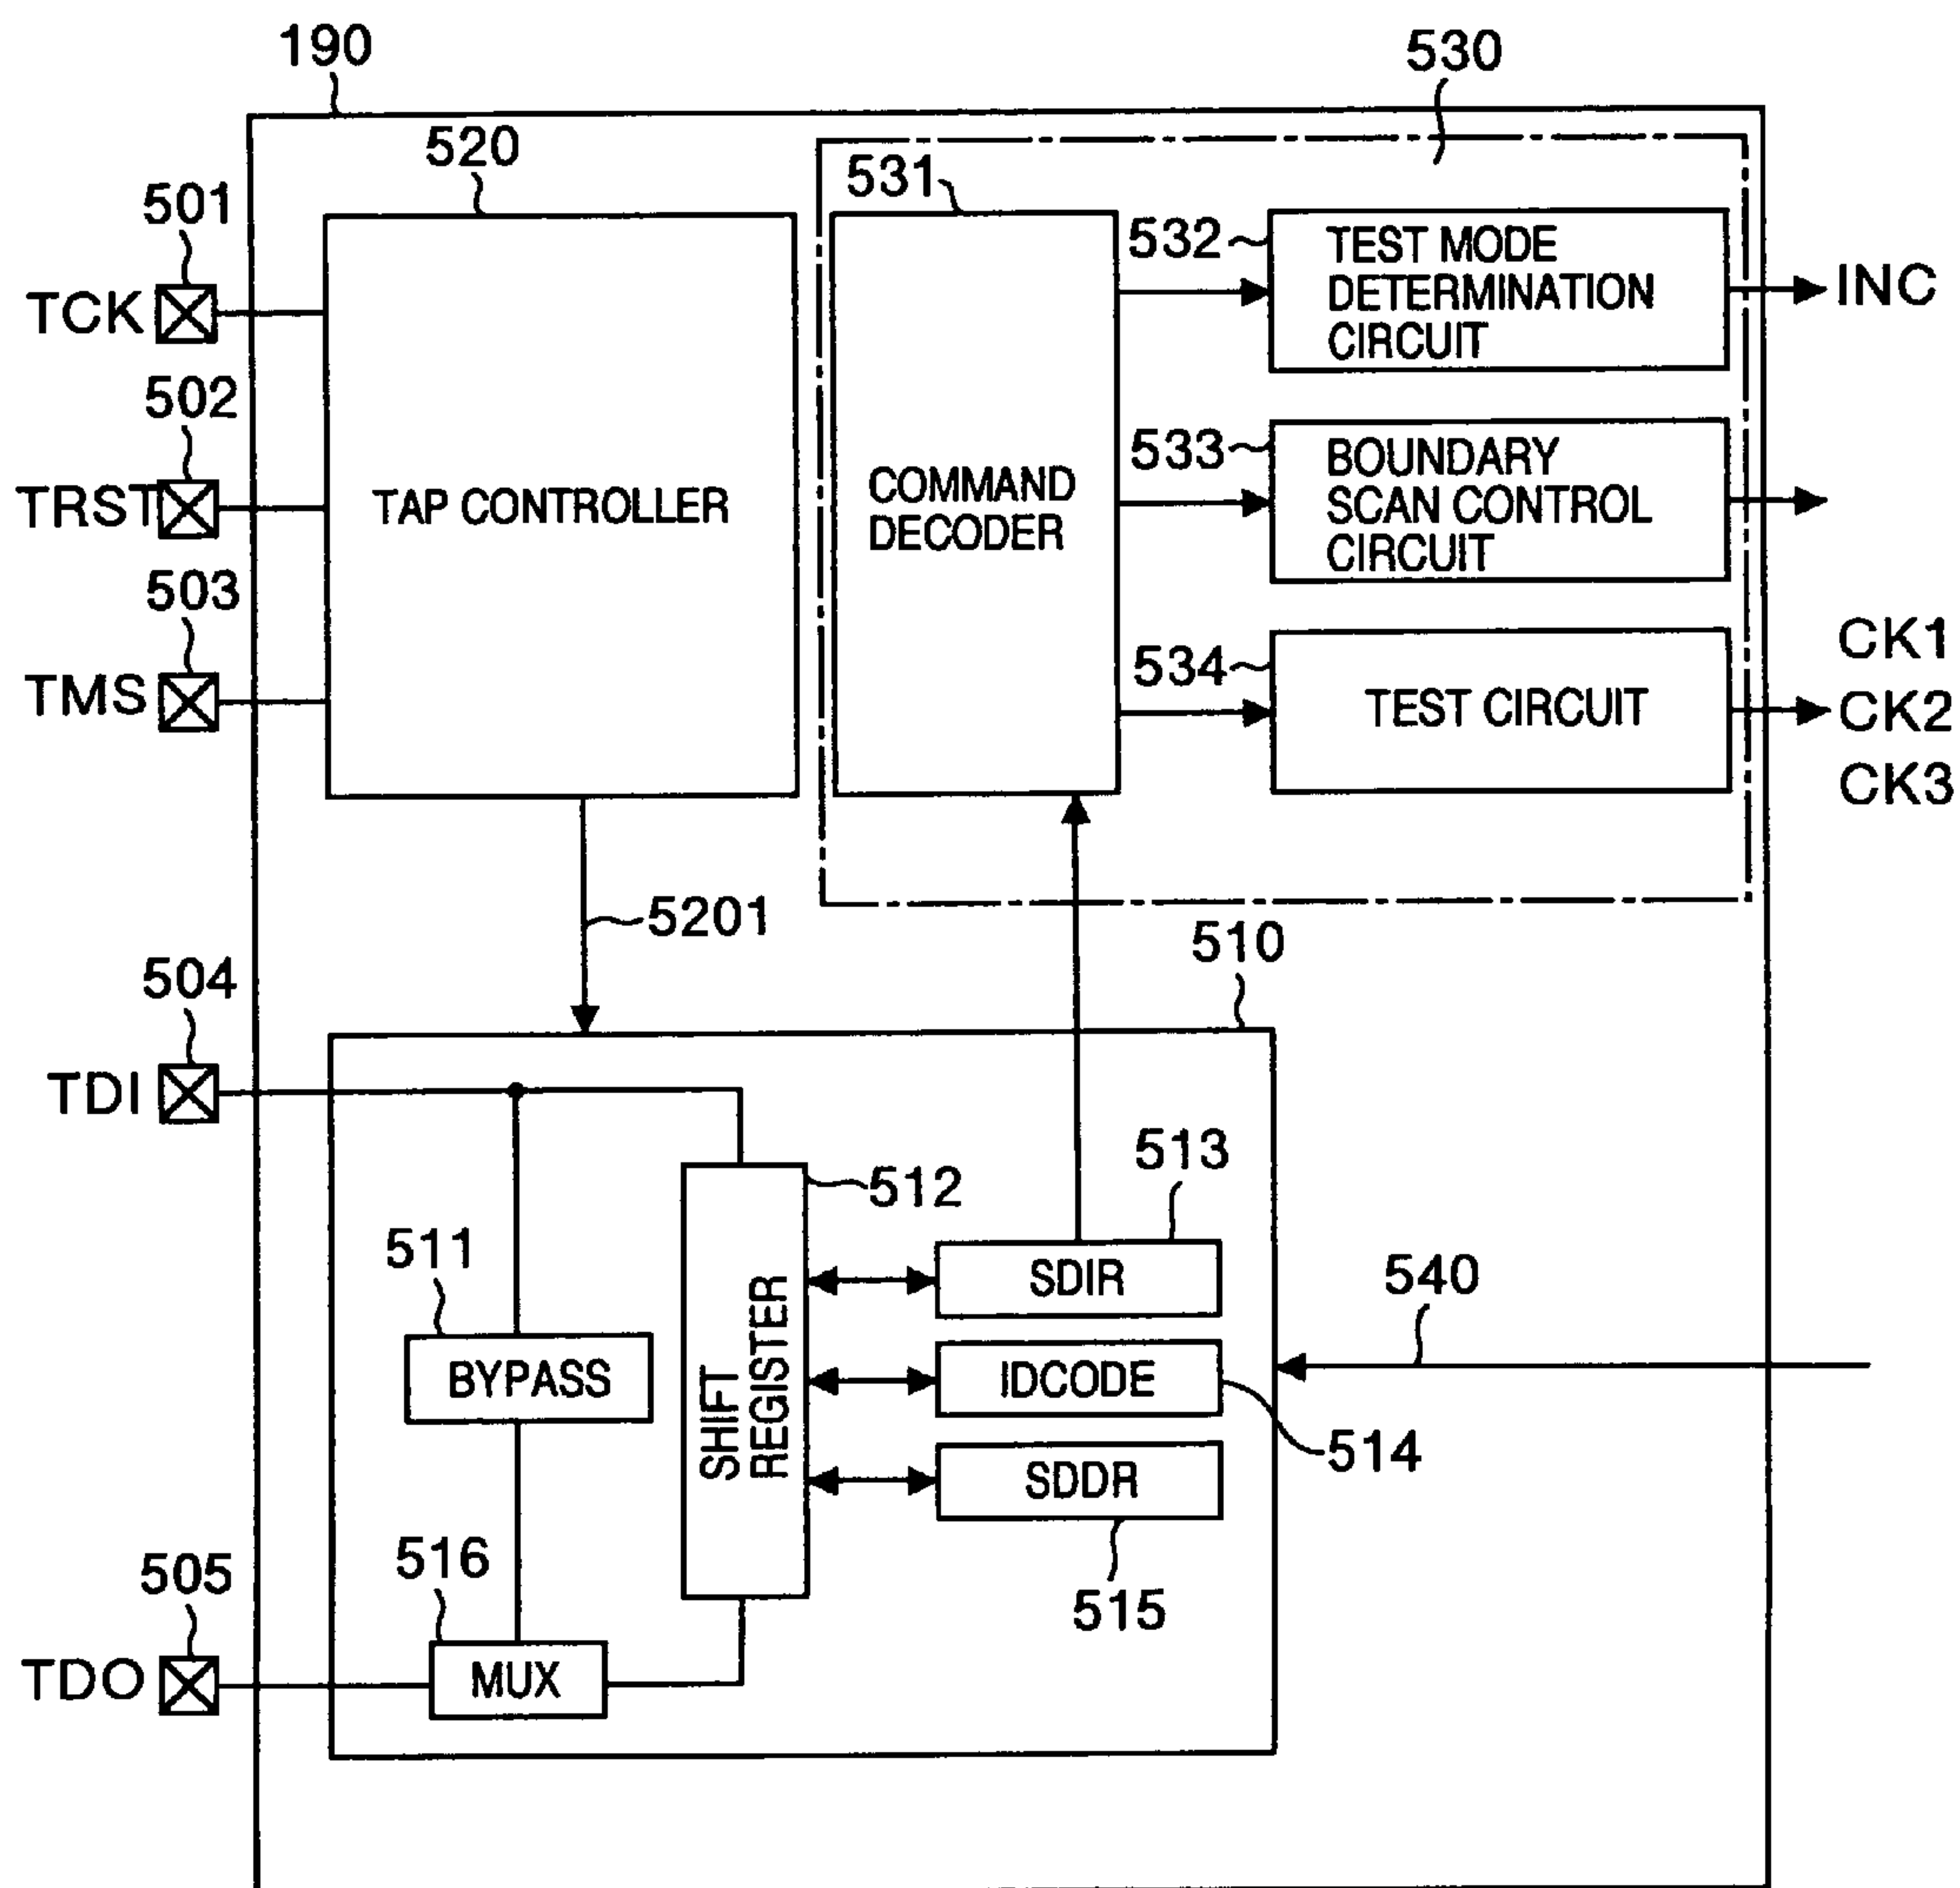 190
530
520
531
501
532
TEST MODE
DETERMINATION
CIRCUIT
INC
TCK
502
533
BOUNDARY
SCAN CONTROL
CIRCUIT
TRST
TAP CONTROLLER
COMMAND
DECODER
503
CK1
534
TEST CIRCUIT
TMS
CK2
CK3
5201
510
504
TDI
513
512
511
SDIR
540
SHIFT
REGISTER
BYPASS
IDCODE
514
SDDR
516
505
515
TDO
MUX